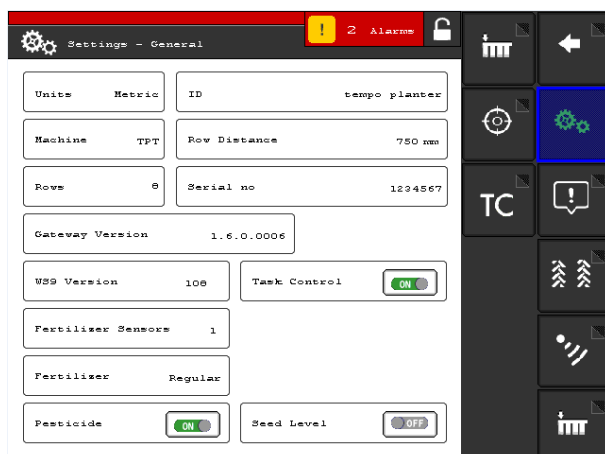 2 Alarms
Settings - General
Units Metric
ID tempo planter
Machine TPT
Row Distance 750 mm
Rows 8
Serial no 1234567
Gateway Version 1.6.0.0006
WS9 Version 108
Task Control ON
Fertilizer Sensors 1
Fertilizer Regular
Pesticide ON
Seed Level OFF
TC